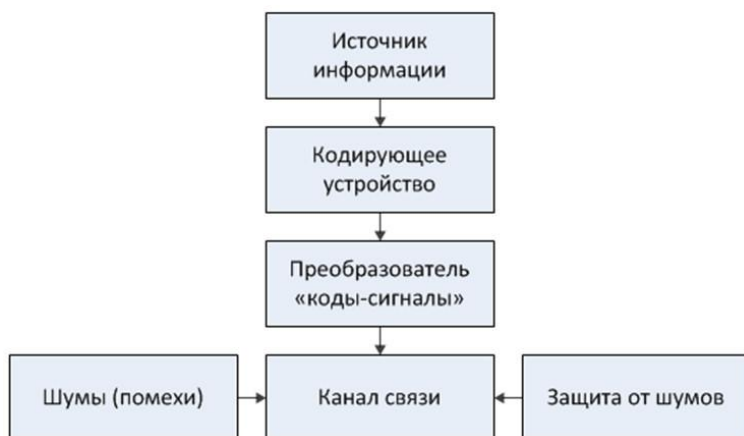 Источник
информации
Кодирующее
устройство
Преобразователь
«коды-сигналы»
Шумы (помехи)
Канал связи
Защита от шумов